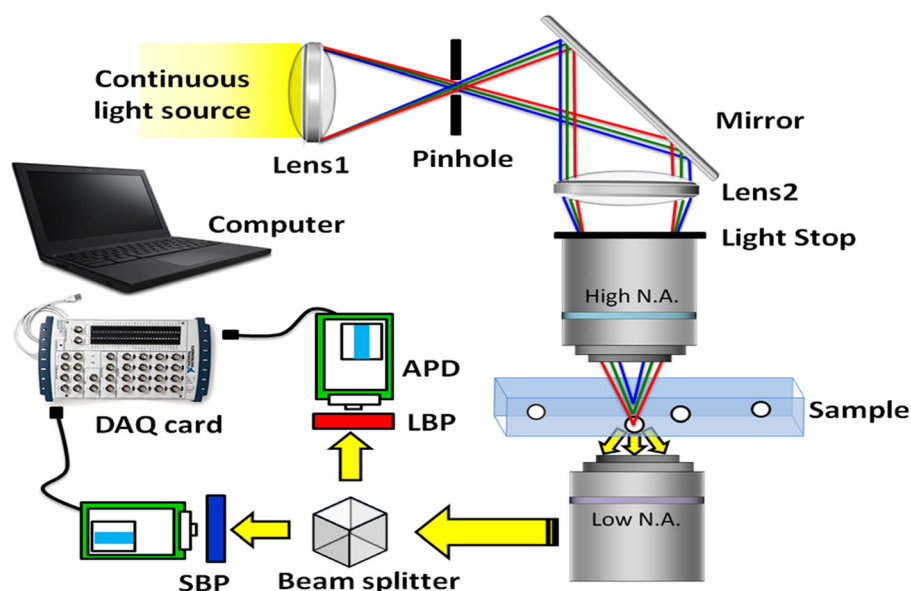 Continuous
light source
Lens1
Pinhole
Mirror
Lens2
Light Stop
Computer
High N.A.
APD
LBP
Sample
DAQ card
Low N.A.
SBP
Beam splitter